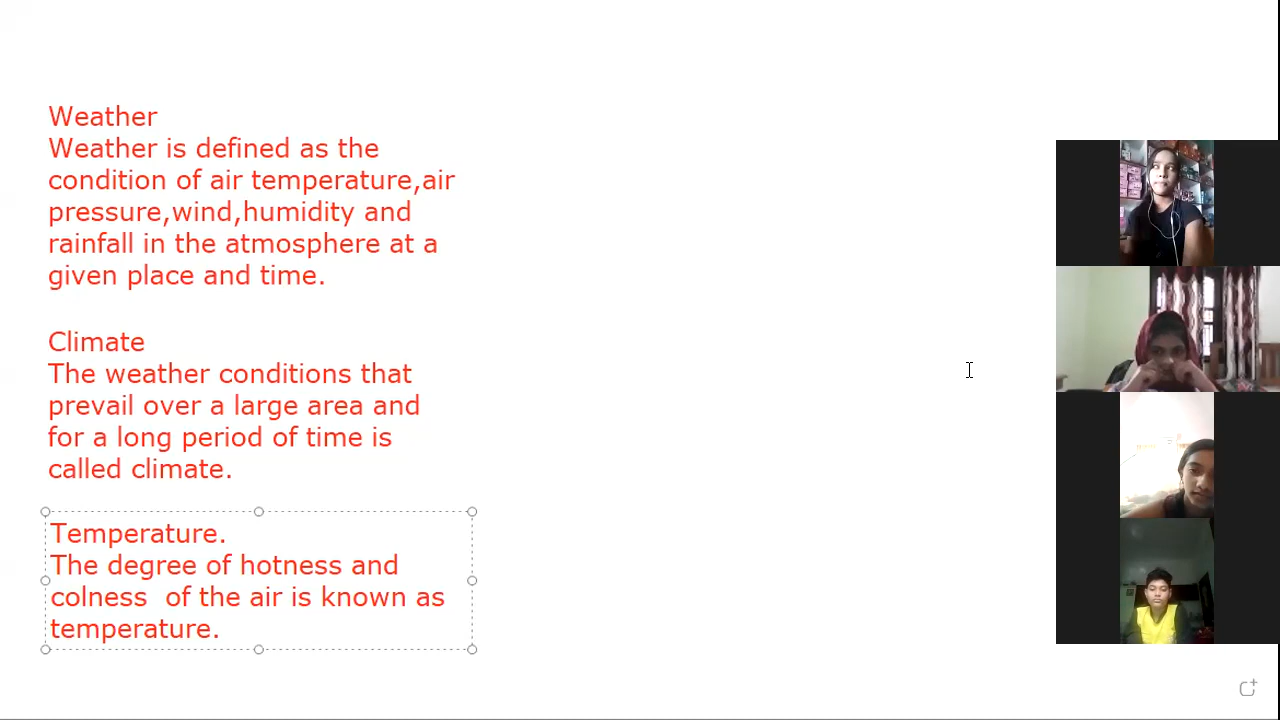 Weather
Weather is defined as the
condition of air temperature,air
pressure,wind,humidity and
rainfall in the atmosphere at a
given place and time.
Climate
The weather conditions that
prevail over a large area and
for a long period of time is
called climate.
Temperature.
The degree of hotness and
colness  of the air is known as
temperature.